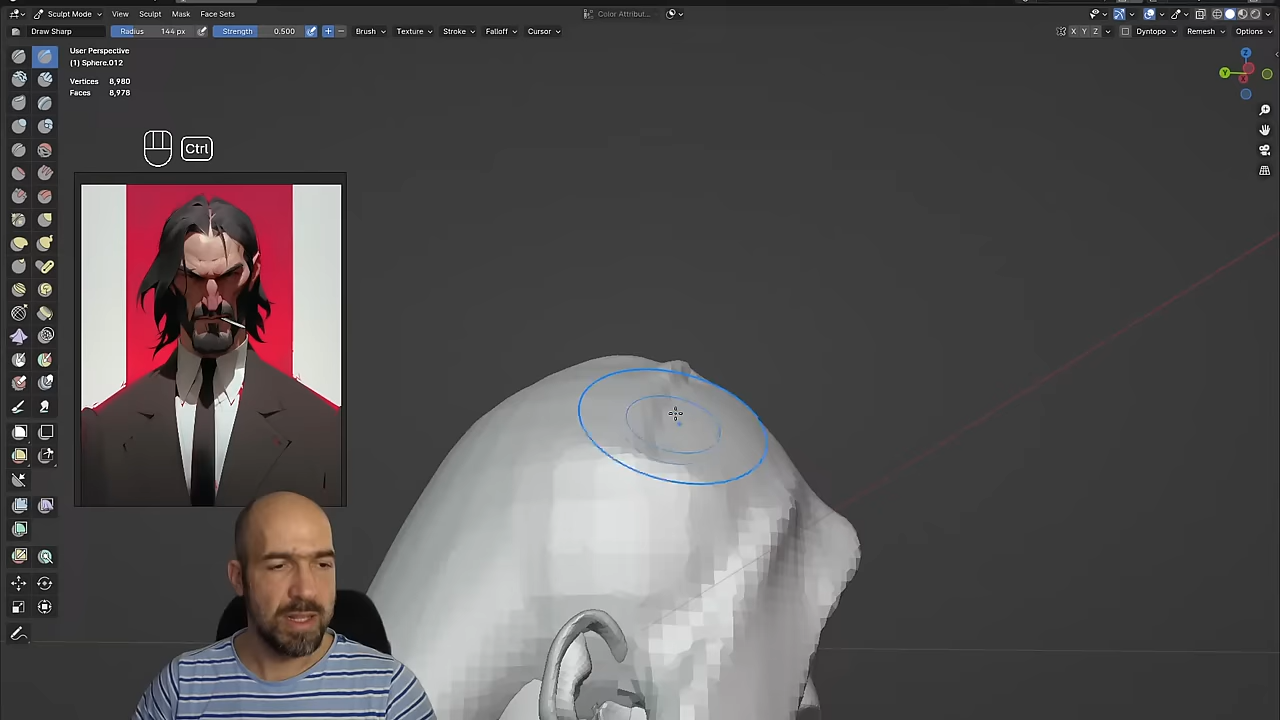 Sculpt Mode
View
Sculpt
Mask
Face Sets
Color Attribut...
Draw Sharp
Radius
144 px
Strength
0.500
Brush
Texture
Stroke
Falloff
Cursor
X Y Z
Dyntopo
Remesh
Options
User Perspective
(1) Sphere.012
Vertices 8,980
Faces 8,978
Ctrl
Z
Y
X